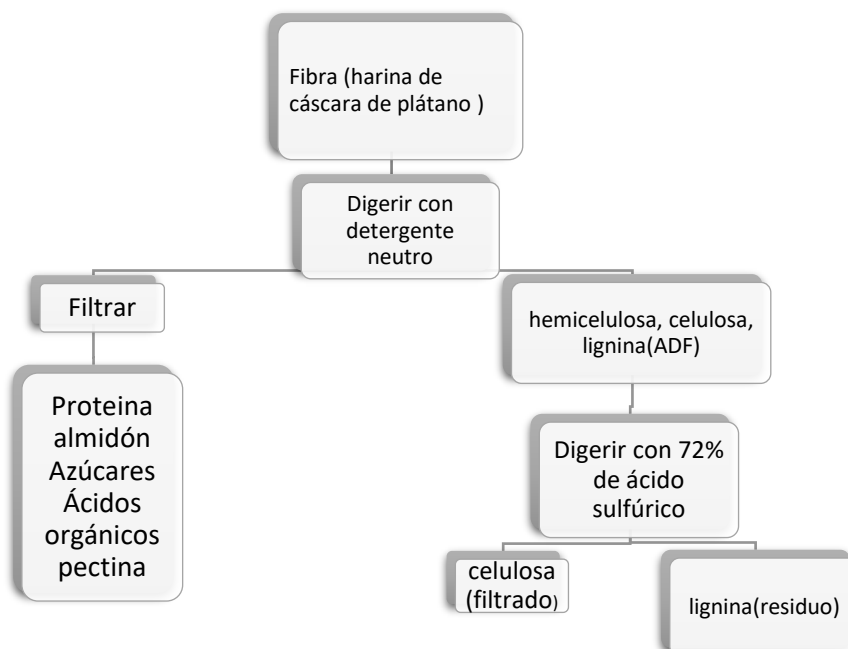 Fibra (harina de
cáscara de plátano )
Digerir con
detergente
neutro
Filtrar
hemicelulosa, celulosa,
lignina(ADF)
Proteina
almidón
Azúcares
Ácidos
orgánicos
pectina
Digerir con 72%
de ácido
sulfúrico
celulosa
(filtrado)
lignina(residuo)